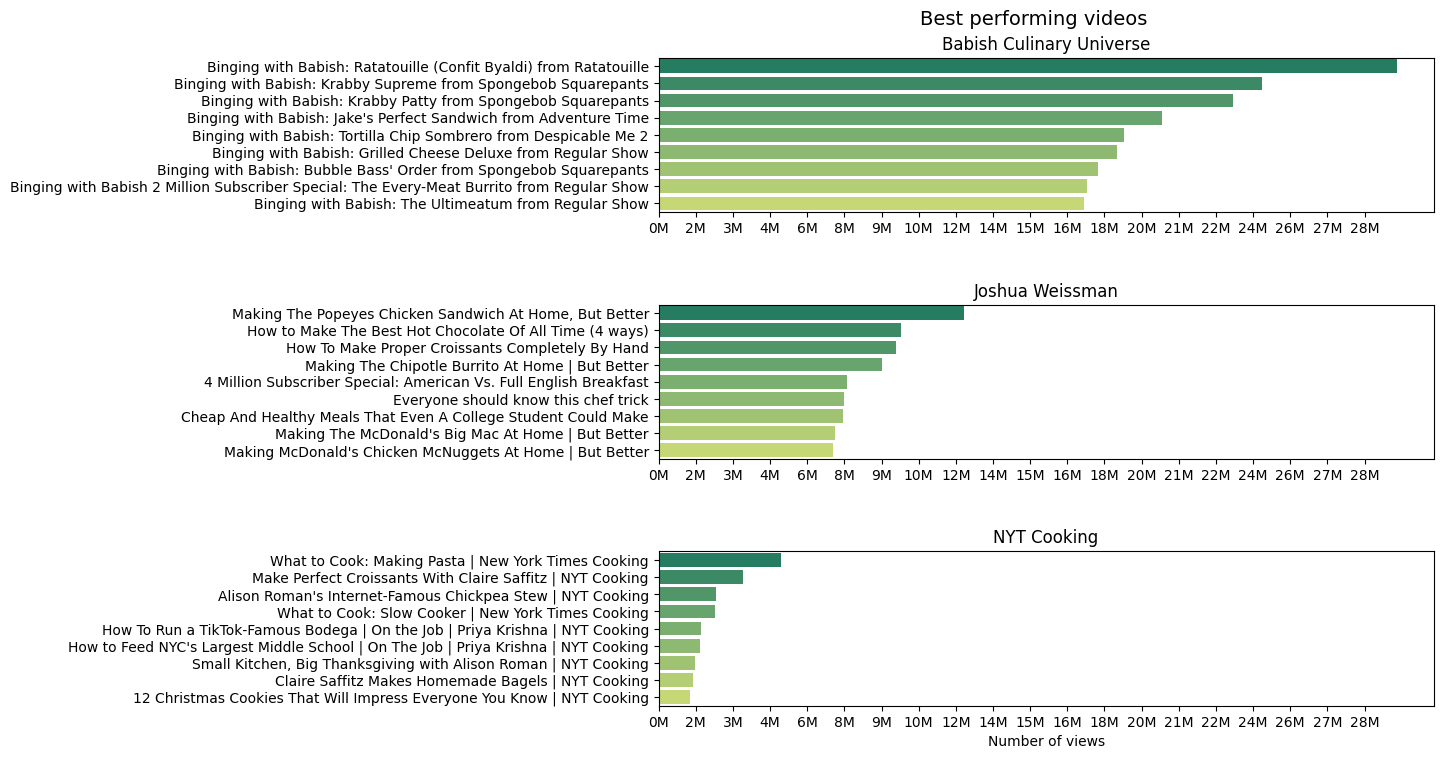 Best performing videos
Babish Culinary Universe
Binging with Babish: Ratatouille (Confit Byaldi) from Ratatouille
Binging with Babish: Krabby Supreme from Spongebob Squarepants
Binging with Babish: Krabby Patty from Spongebob Squarepants
Binging with Babish: Jake's Perfect Sandwich from Adventure Time
Binging with Babish: Tortilla Chip Sombrero from Despicable Me 2
Binging with Babish: Grilled Cheese Deluxe from Regular Show
Binging with Babish: Bubble Bass' Order from Spongebob Squarepants
Binging with Babish 2 Million Subscriber Special: The Every-Meat Burrito from Regular Show
Binging with Babish: The Ultimeatum from Regular Show
0M 2M 3M 4M 6M 8M 9M 10M 12M 14M 15M 16M 18M 20M 21M 22M 24M 26M 27M 28M
Joshua Weissman
Making The Popeyes Chicken Sandwich At Home, But Better
How to Make The Best Hot Chocolate Of All Time (4 ways)
How To Make Proper Croissants Completely By Hand
Making The Chipotle Burrito At Home | But Better
4 Million Subscriber Special: American Vs. Full English Breakfast
Everyone should know this chef trick
Cheap And Healthy Meals That Even A College Student Could Make
Making The McDonald's Big Mac At Home | But Better
Making McDonald's Chicken McNuggets At Home | But Better
0M 2M 3M 4M 6M 8M 9M 10M 12M 14M 15M 16M 18M 20M 21M 22M 24M 26M 27M 28M
NYT Cooking
What to Cook: Making Pasta | New York Times Cooking
Make Perfect Croissants With Claire Saffitz | NYT Cooking
Alison Roman's Internet-Famous Chickpea Stew | NYT Cooking
What to Cook: Slow Cooker | New York Times Cooking
How To Run a TikTok-Famous Bodega | On the Job | Priya Krishna | NYT Cooking
How to Feed NYC's Largest Middle School | On The Job | Priya Krishna | NYT Cooking
Small Kitchen, Big Thanksgiving with Alison Roman | NYT Cooking
Claire Saffitz Makes Homemade Bagels | NYT Cooking
12 Christmas Cookies That Will Impress Everyone You Know | NYT Cooking
0M 2M 3M 4M 6M 8M 9M 10M 12M 14M 15M 16M 18M 20M 21M 22M 24M 26M 27M 28M
Number of views